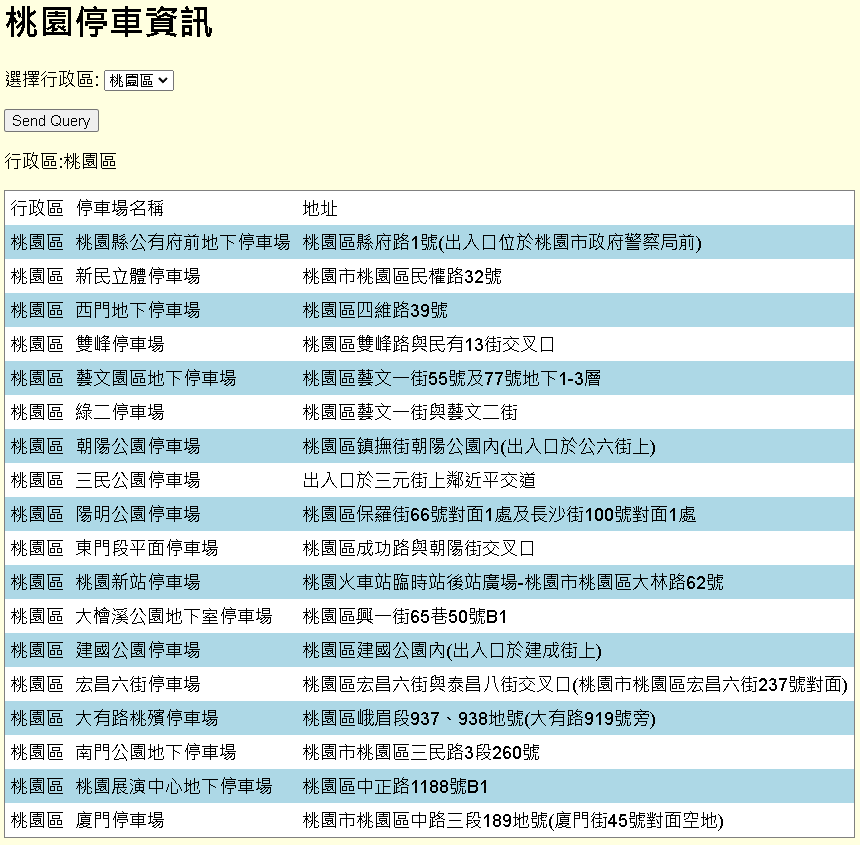 桃園停車資訊
選擇行政區: 桃園區
Send Query
行政區:桃園區
行政區 停車場名稱 地址
桃園區 桃園縣公有府前地下停車場 桃園區縣府路1號(出入口位於桃園市政府警察局前)
桃園區 新民立體停車場 桃園市桃園區民權路32號
桃園區 西門地下停車場 桃園區四維路39號
桃園區 雙峰停車場 桃園區雙峰路與民有13街交叉口
桃園區 藝文園區地下停車場 桃園區藝文一街55號及77號地下1-3層
桃園區 綠二停車場 桃園區藝文一街與藝文二街
桃園區 朝陽公園停車場 桃園區鎮撫街朝陽公園內(出入口於公六街上)
桃園區 三民公園停車場 出入口於三元街上鄰近平交道
桃園區 陽明公園停車場 桃園區保羅街66號對面1處及長沙街100號對面1處
桃園區 東門段平面停車場 桃園區成功路與朝陽街交叉口
桃園區 桃園新站停車場 桃園火車站臨時站後站廣場-桃園市桃園區大林路62號
桃園區 大檜溪公園地下室停車場 桃園區興一街65巷50號B1
桃園區 建國公園停車場 桃園區建國公園內(出入口於建成街上)
桃園區 宏昌六街停車場 桃園區宏昌六街與泰昌八街交叉口(桃園市桃園區宏昌六街237號對面)
桃園區 大有路桃殯停車場 桃園區峨眉段937、938地號(大有路919號旁)
桃園區 南門公園地下停車場 桃園市桃園區三民路3段260號
桃園區 桃園展演中心地下停車場 桃園區中正路1188號B1
桃園區 廈門停車場 桃園市桃園區中路三段189地號(廈門街45號對面空地)